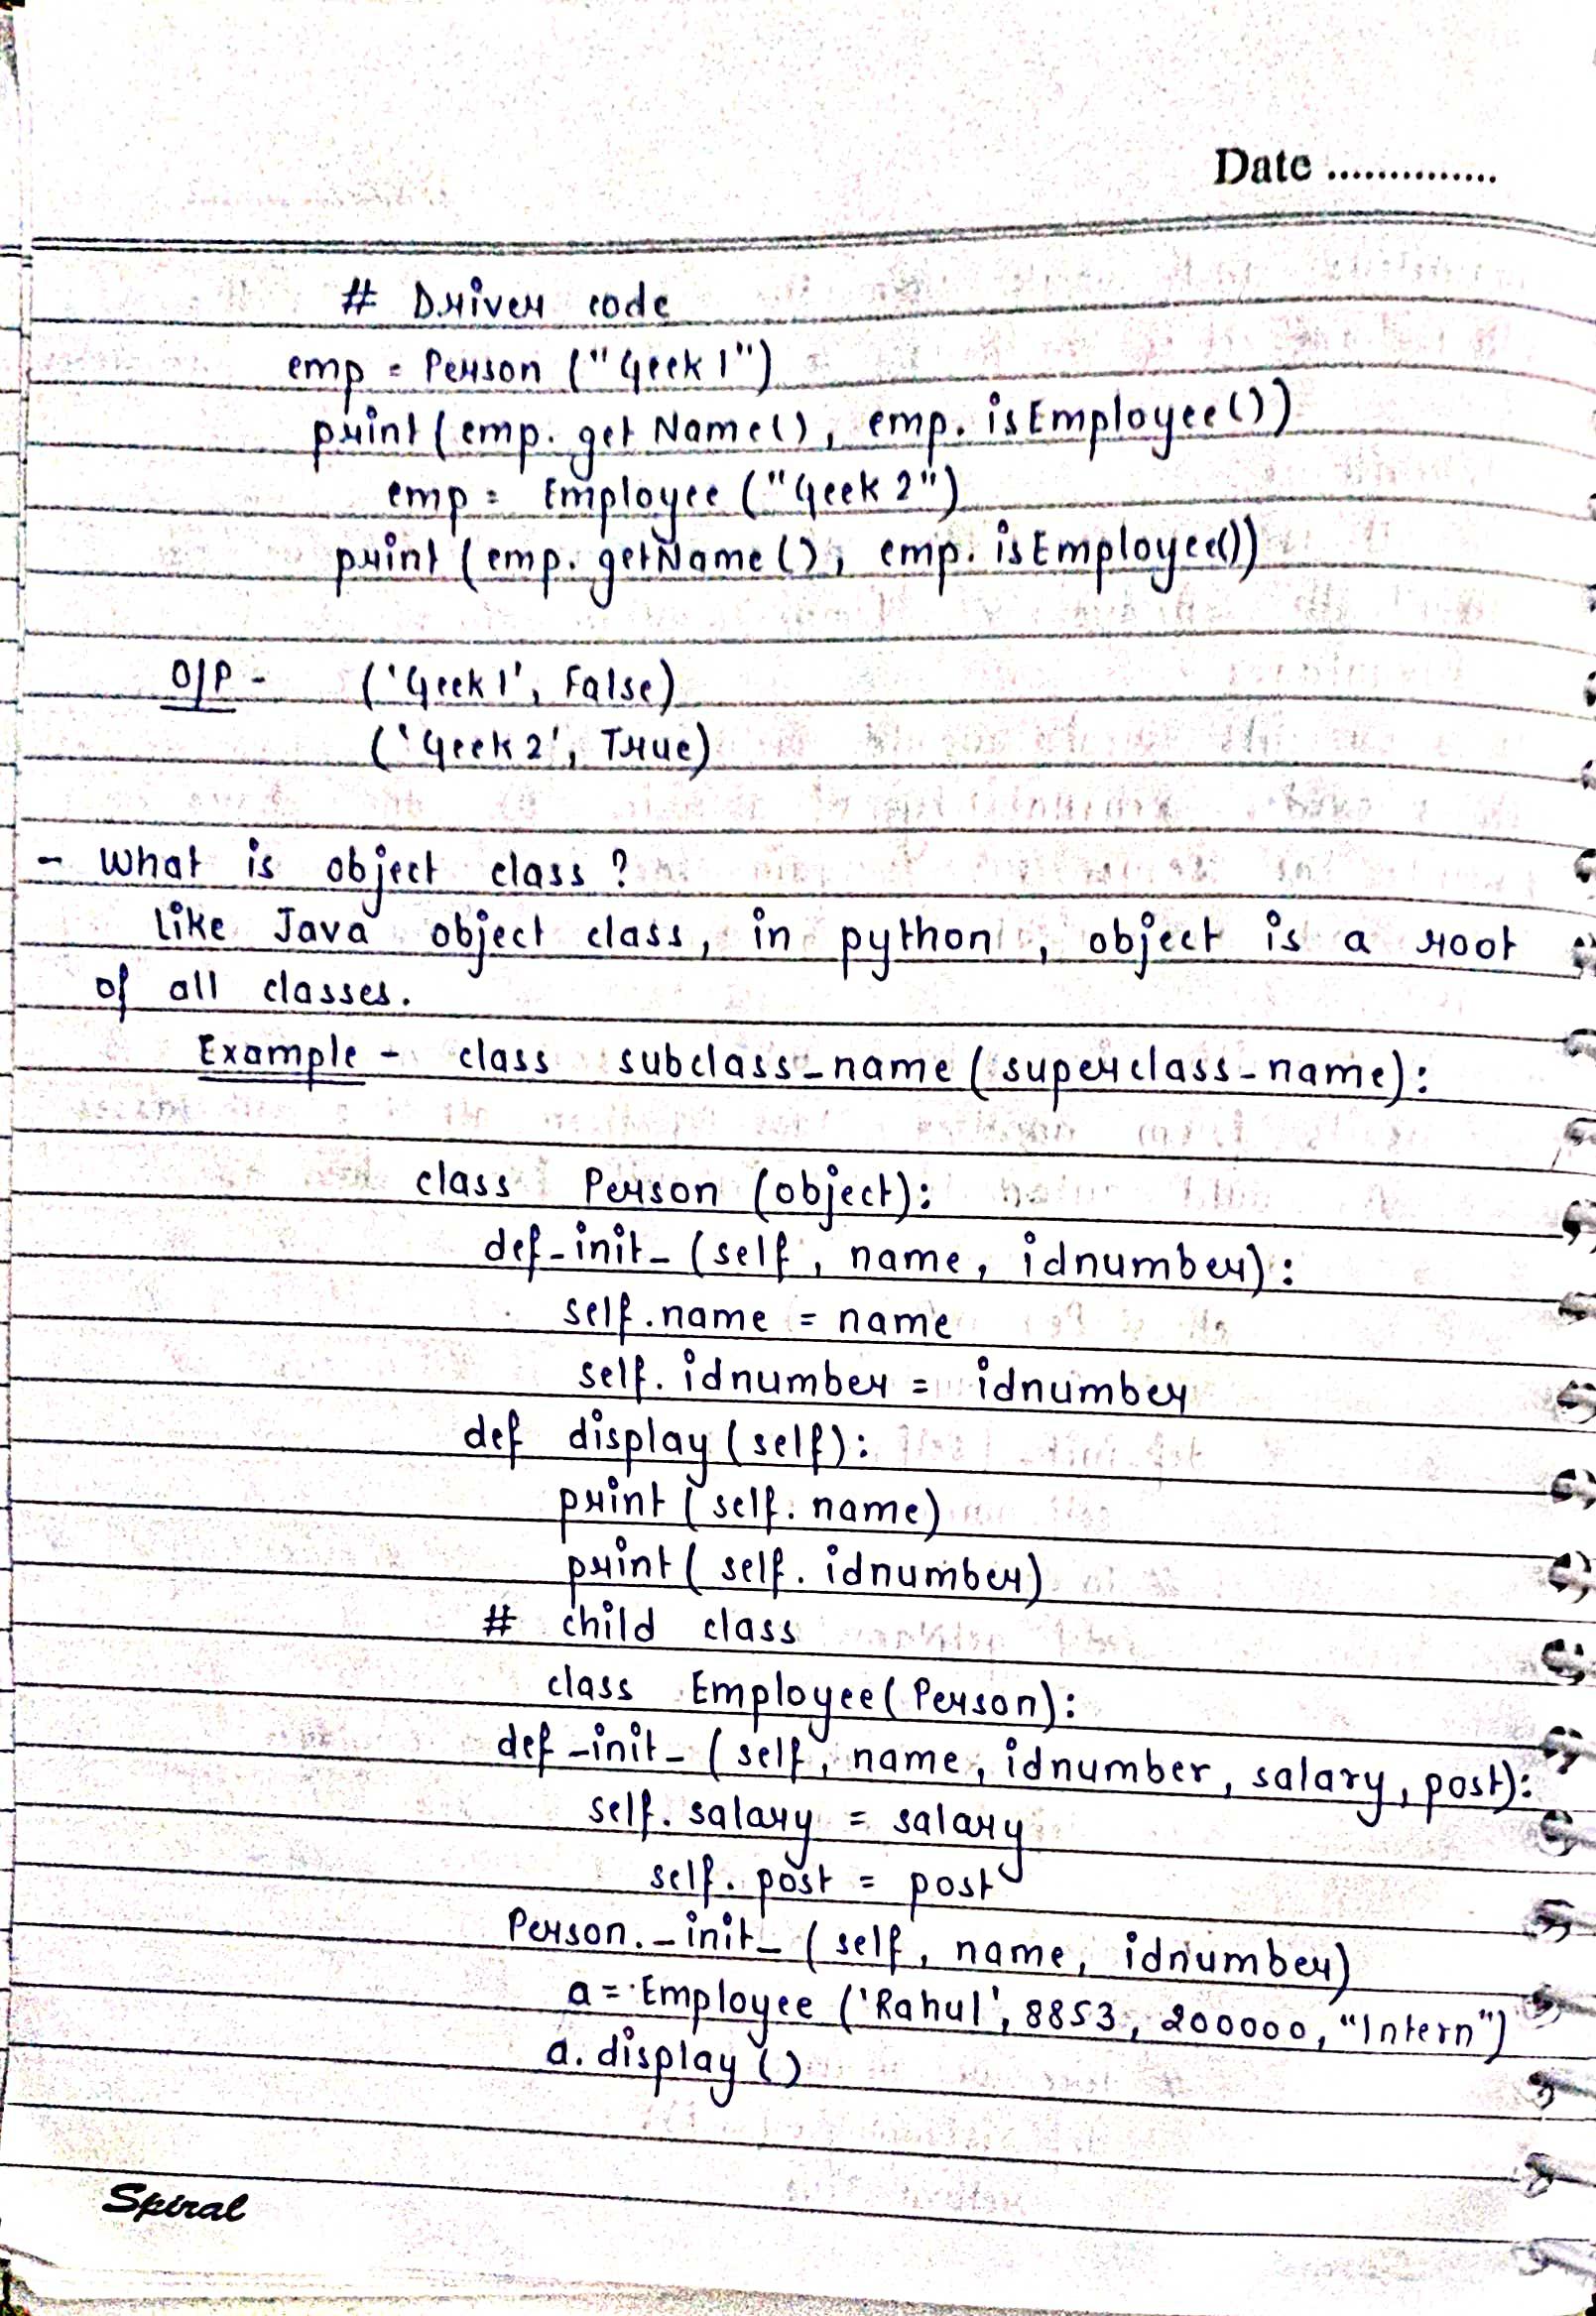 Date ..............
# Driver code
emp = Person ("Geek 1")
print (emp. get Name(), emp. isEmployee())
emp = Employee ("Geek 2")
print (emp. getName (), emp. isEmployee())
O/P - ('Geek 1', False)
('Geek 2', True)
- What is object class ?
Like Java object class, in python , object is a root
of all classes.
Example - class subclass_name (superclass-name):
class Person (object):
def_init_ (self, name, idnumber) :
self.name = name
self. idnumber = idnumber
def display (self):
print (self. name)
print ( self. idnumber)
# child class
class Employee( Person):
def _init_ (self, name, idnumber, salary, post):
self. salary = salary
self. post = post
Person._init_ (self, name, idnumber)
a = Employee ('Rahul', 8853, 200000, "Intern")
a. display ()
Spiral